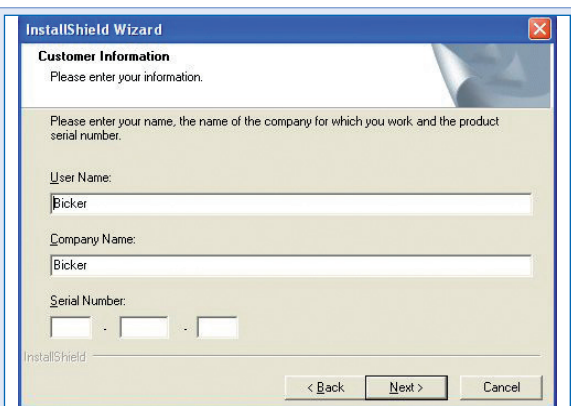 InstallShield Wizard
Customer Information
Please enter your information.
Please enter your name, the name of the company for which you work and the product
serial number.
User Name:
Bicker
Company Name:
Bicker
Serial Number:
- -
InstallShield
< Back Next > Cancel